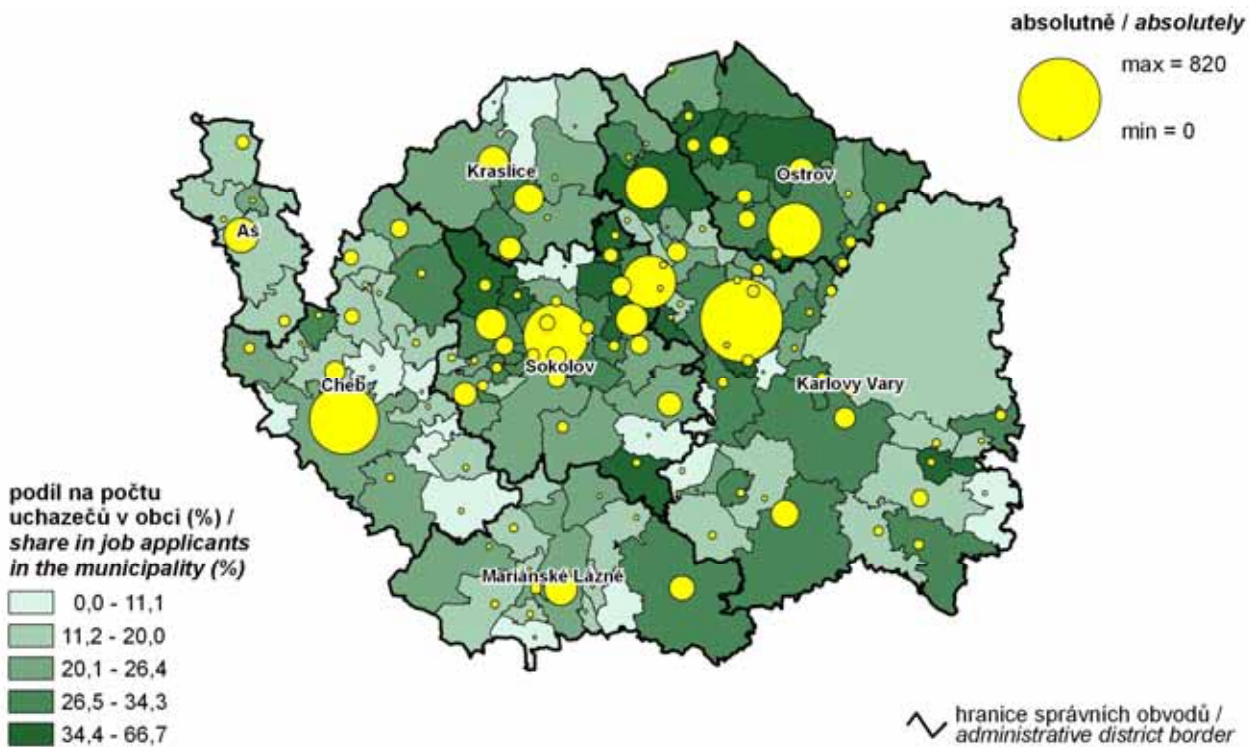 absolutně / absolutely
max = 820
min = 0
Kraslice
Ostrov
Aš
Sokolov
Cheb
Karlovy Vary
Mariánské Lázně
podíl na počtu
uchazečů v obci (%) /
share in job applicants
in the municipality (%)
0,0 - 11,1
11,2 - 20,0
20,1 - 26,4
26,5 - 34,3
34,4 - 66,7
hranice správních obvodů /
administrative district border